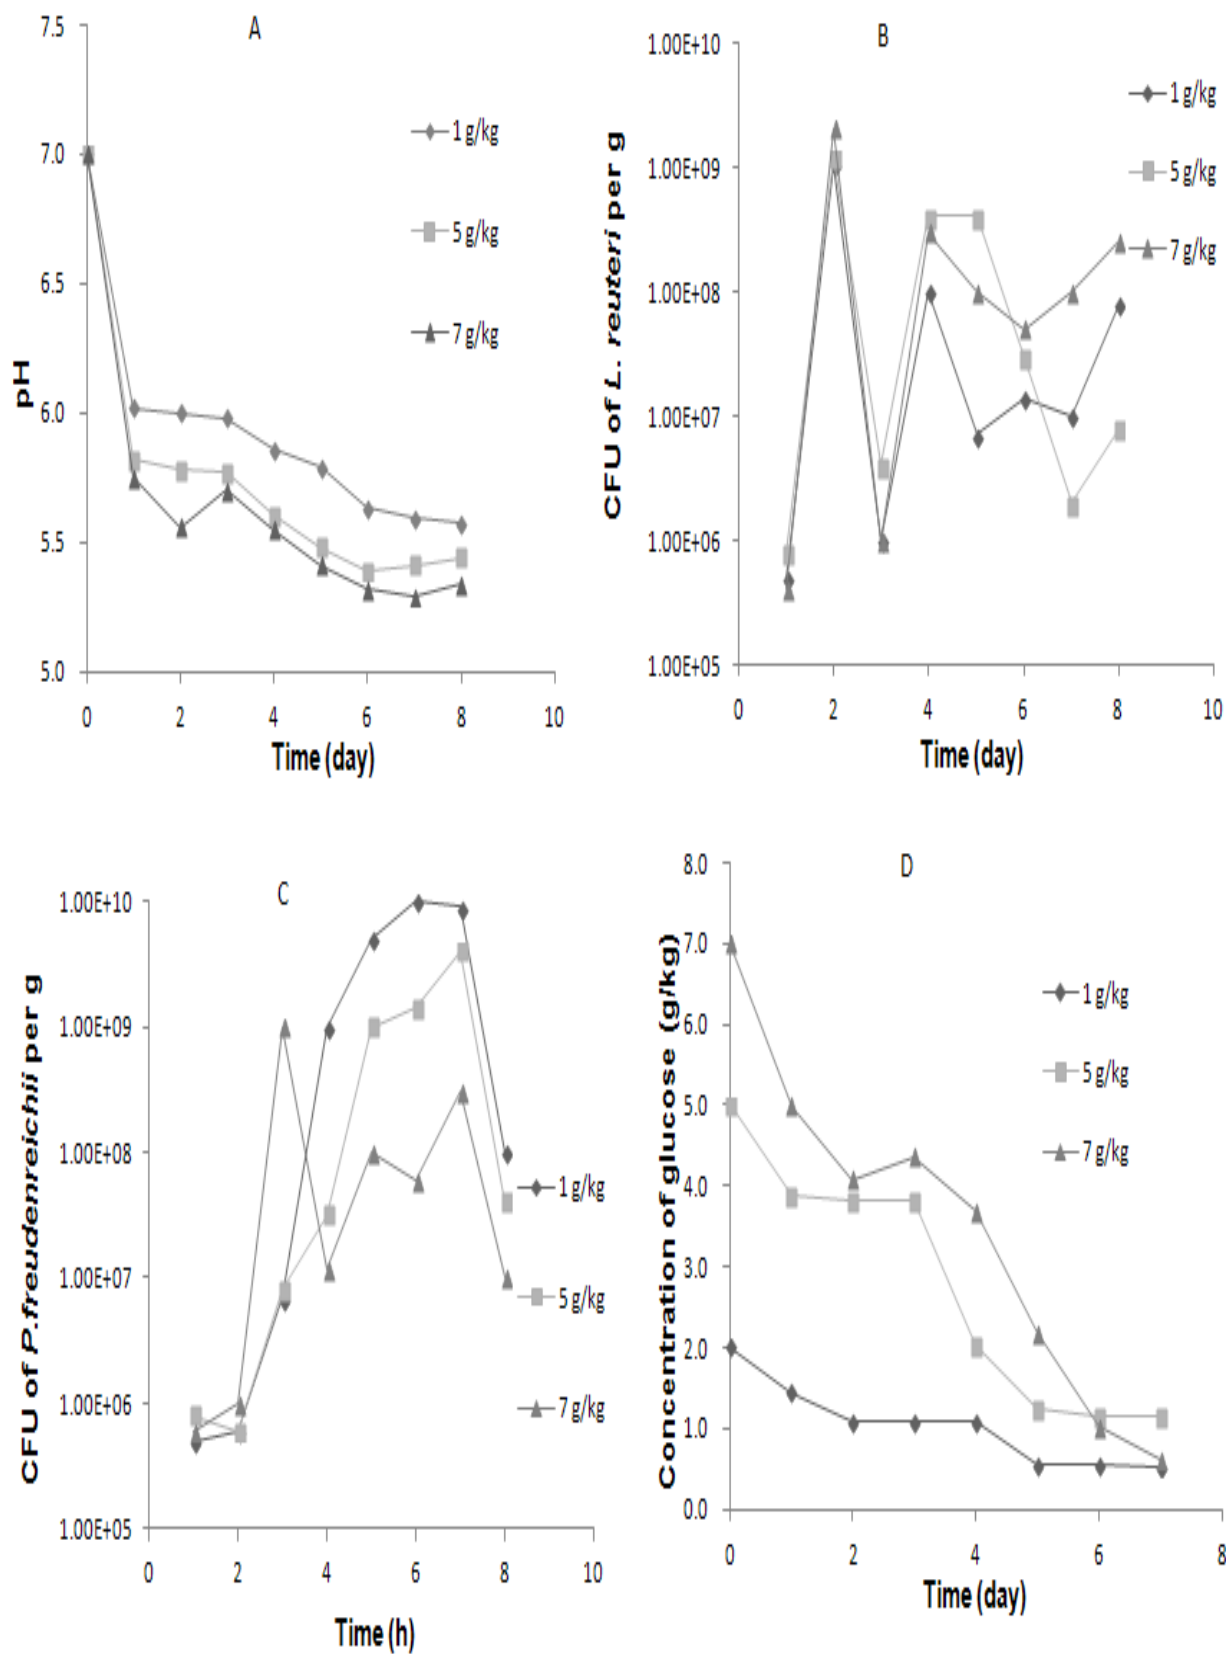 A
7.5
7.0
6.5
6.0
5.5
5.0
pH
0 2 4 6 8 10
Time (day)
1 g/kg
5 g/kg
7 g/kg
B
1.00E+10
1.00E+09
1.00E+08
1.00E+07
1.00E+06
1.00E+05
CFU of L. reuteri per g
0 2 4 6 8 10
Time (day)
1 g/kg
5 g/kg
7 g/kg
C
1.00E+10
1.00E+09
1.00E+08
1.00E+07
1.00E+06
1.00E+05
CFU of P.freudenreichii per g
0 2 4 6 8 10
Time (h)
1 g/kg
5 g/kg
7 g/kg
D
8.0
7.0
6.0
5.0
4.0
3.0
2.0
1.0
0.0
Concentration of glucose (g/kg)
0 2 4 6 8
Time (day)
1 g/kg
5 g/kg
7 g/kg